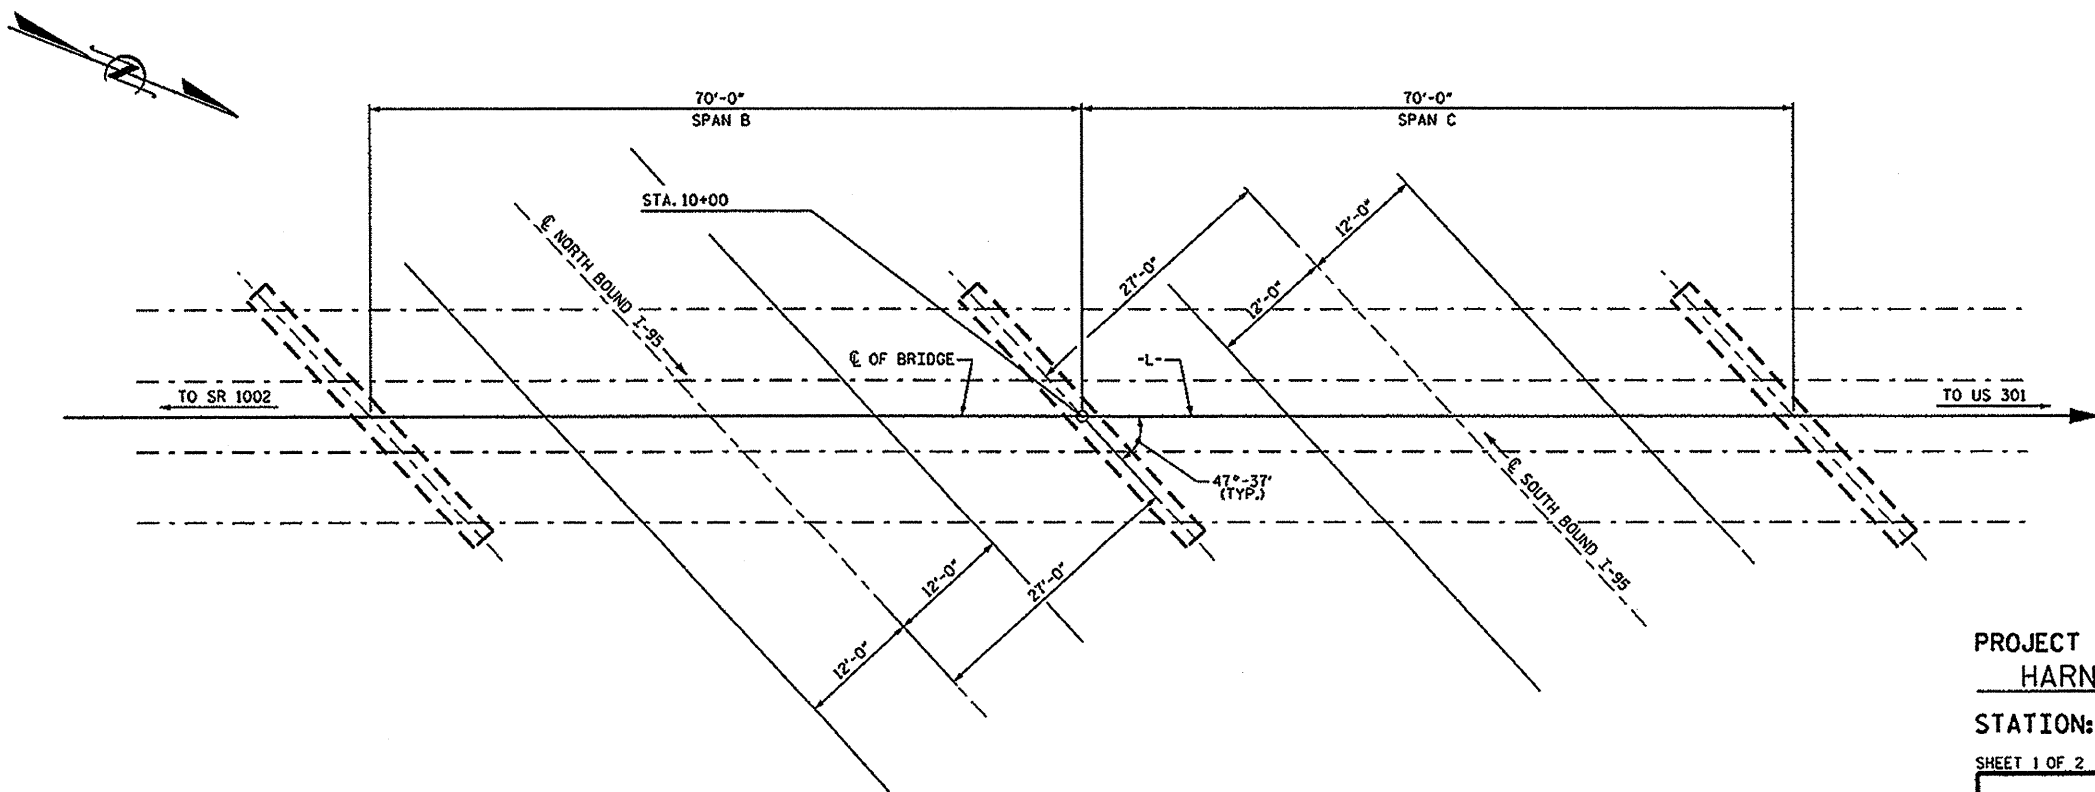 70'-0"
SPAN B
70'-0"
SPAN C
STA. 10+00
℄ NORTH BOUND I-95
27'-0"
12'-0"
12'-0"
℄ OF BRIDGE
-L-
TO SR 1002
TO US 301
47°-37'
(TYP.)
℄ SOUTH BOUND I-95
12'-0"
27'-0"
12'-0"
PROJECT
HARN
STATION:
SHEET 1 OF 2